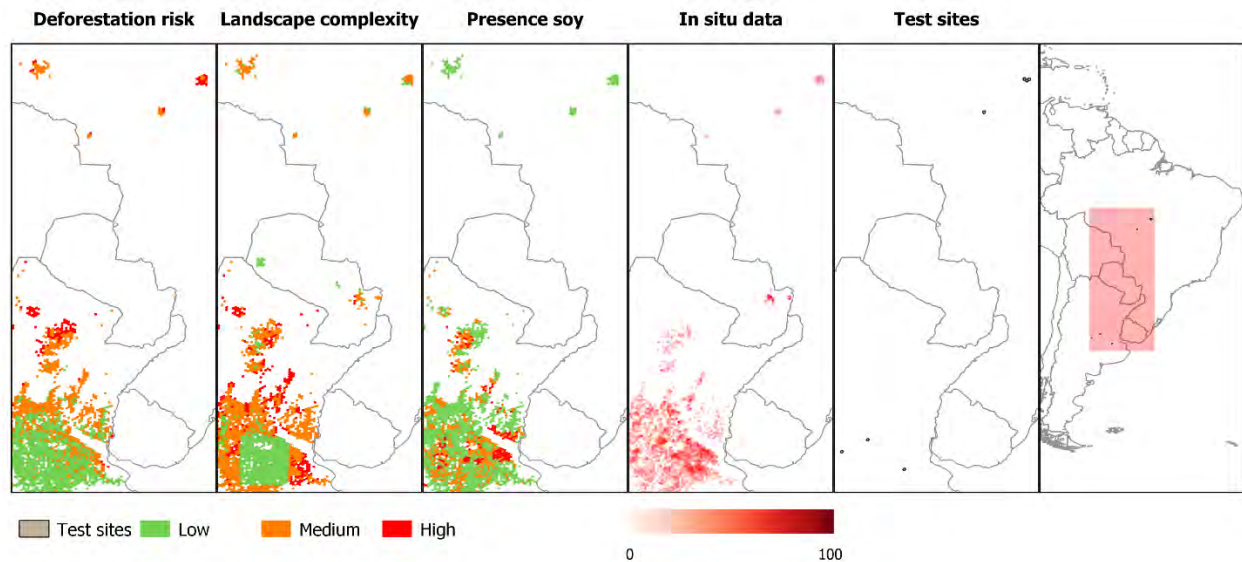 Deforestation risk Landscape complexity Presence soy In situ data Test sites
Test sites Low Medium High
0 100